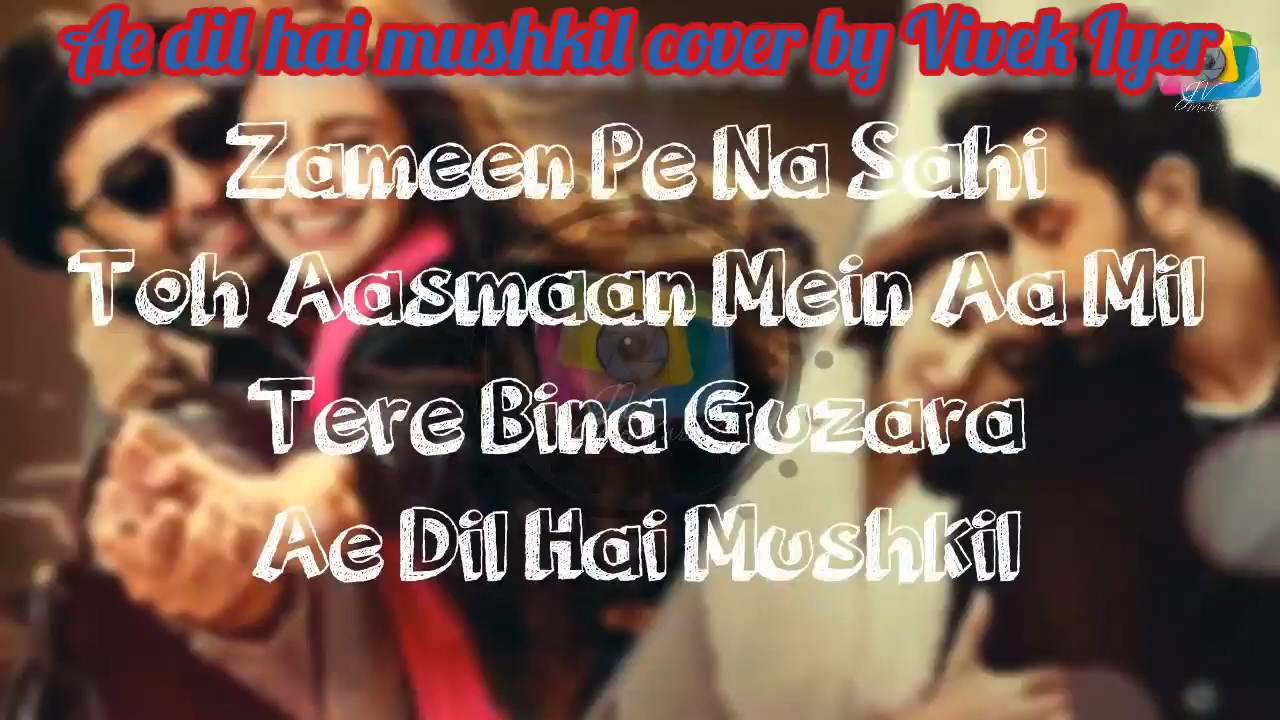 Ae dil hai mushkil cover by Vivek Iyer
Zameen Pe Na Sahi
Toh Aasmaan Mein Aa Mil
Tere Bina Guzara
Ae Dil Hai Mushkil